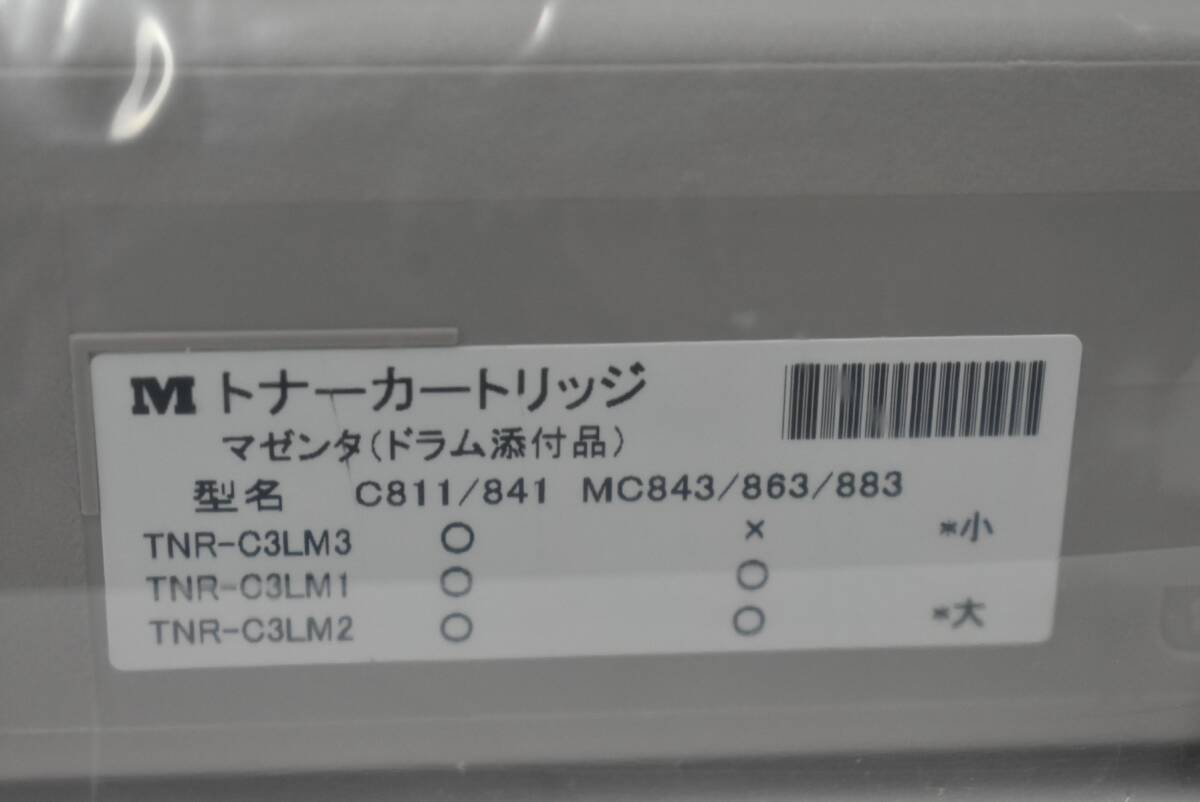 M トナーカートリッジ
マゼンタ(ドラム添付品)
型名 C811/841 MC843/863/883
TNR-C3LM3 ○ × *小
TNR-C3LM1 ○ ○
TNR-C3LM2 ○ ○ *大